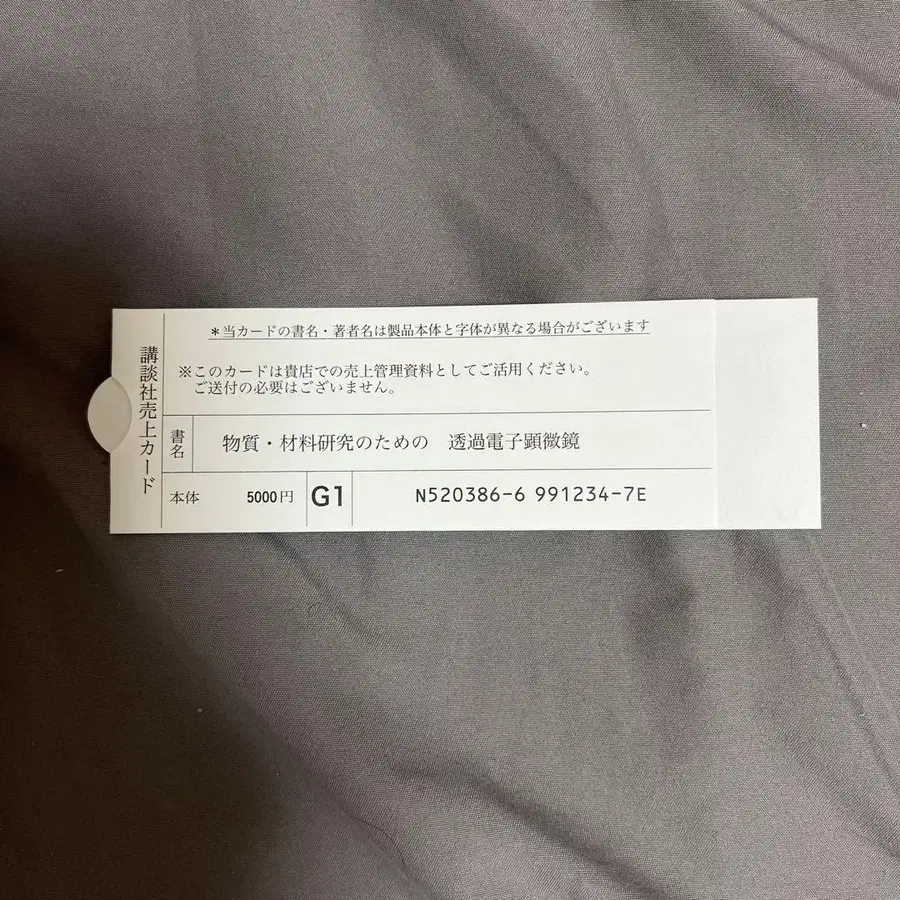 講談社売上カード
＊当カードの書名・著者名は製品本体と字体が異なる場合がございます
※このカードは貴店での売上管理資料としてご活用ください。
ご送付の必要はございません。
書名 物質・材料研究のための 透過電子顕微鏡
本体 5000円 G1 N520386-6 991234-7E